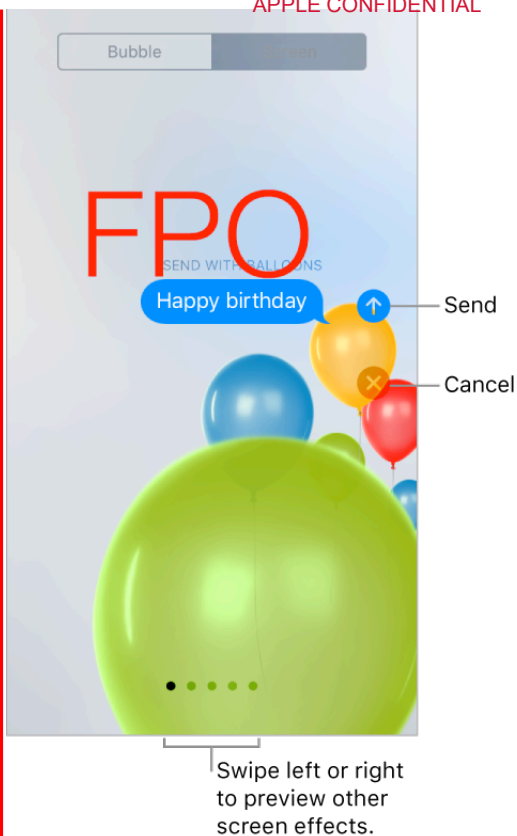 APPLE CONFIDENTIAL
Bubble Screen
FPO
SEND WITH BALLOONS
Happy birthday
Send
Cancel
Swipe left or right
to preview other
screen effects.